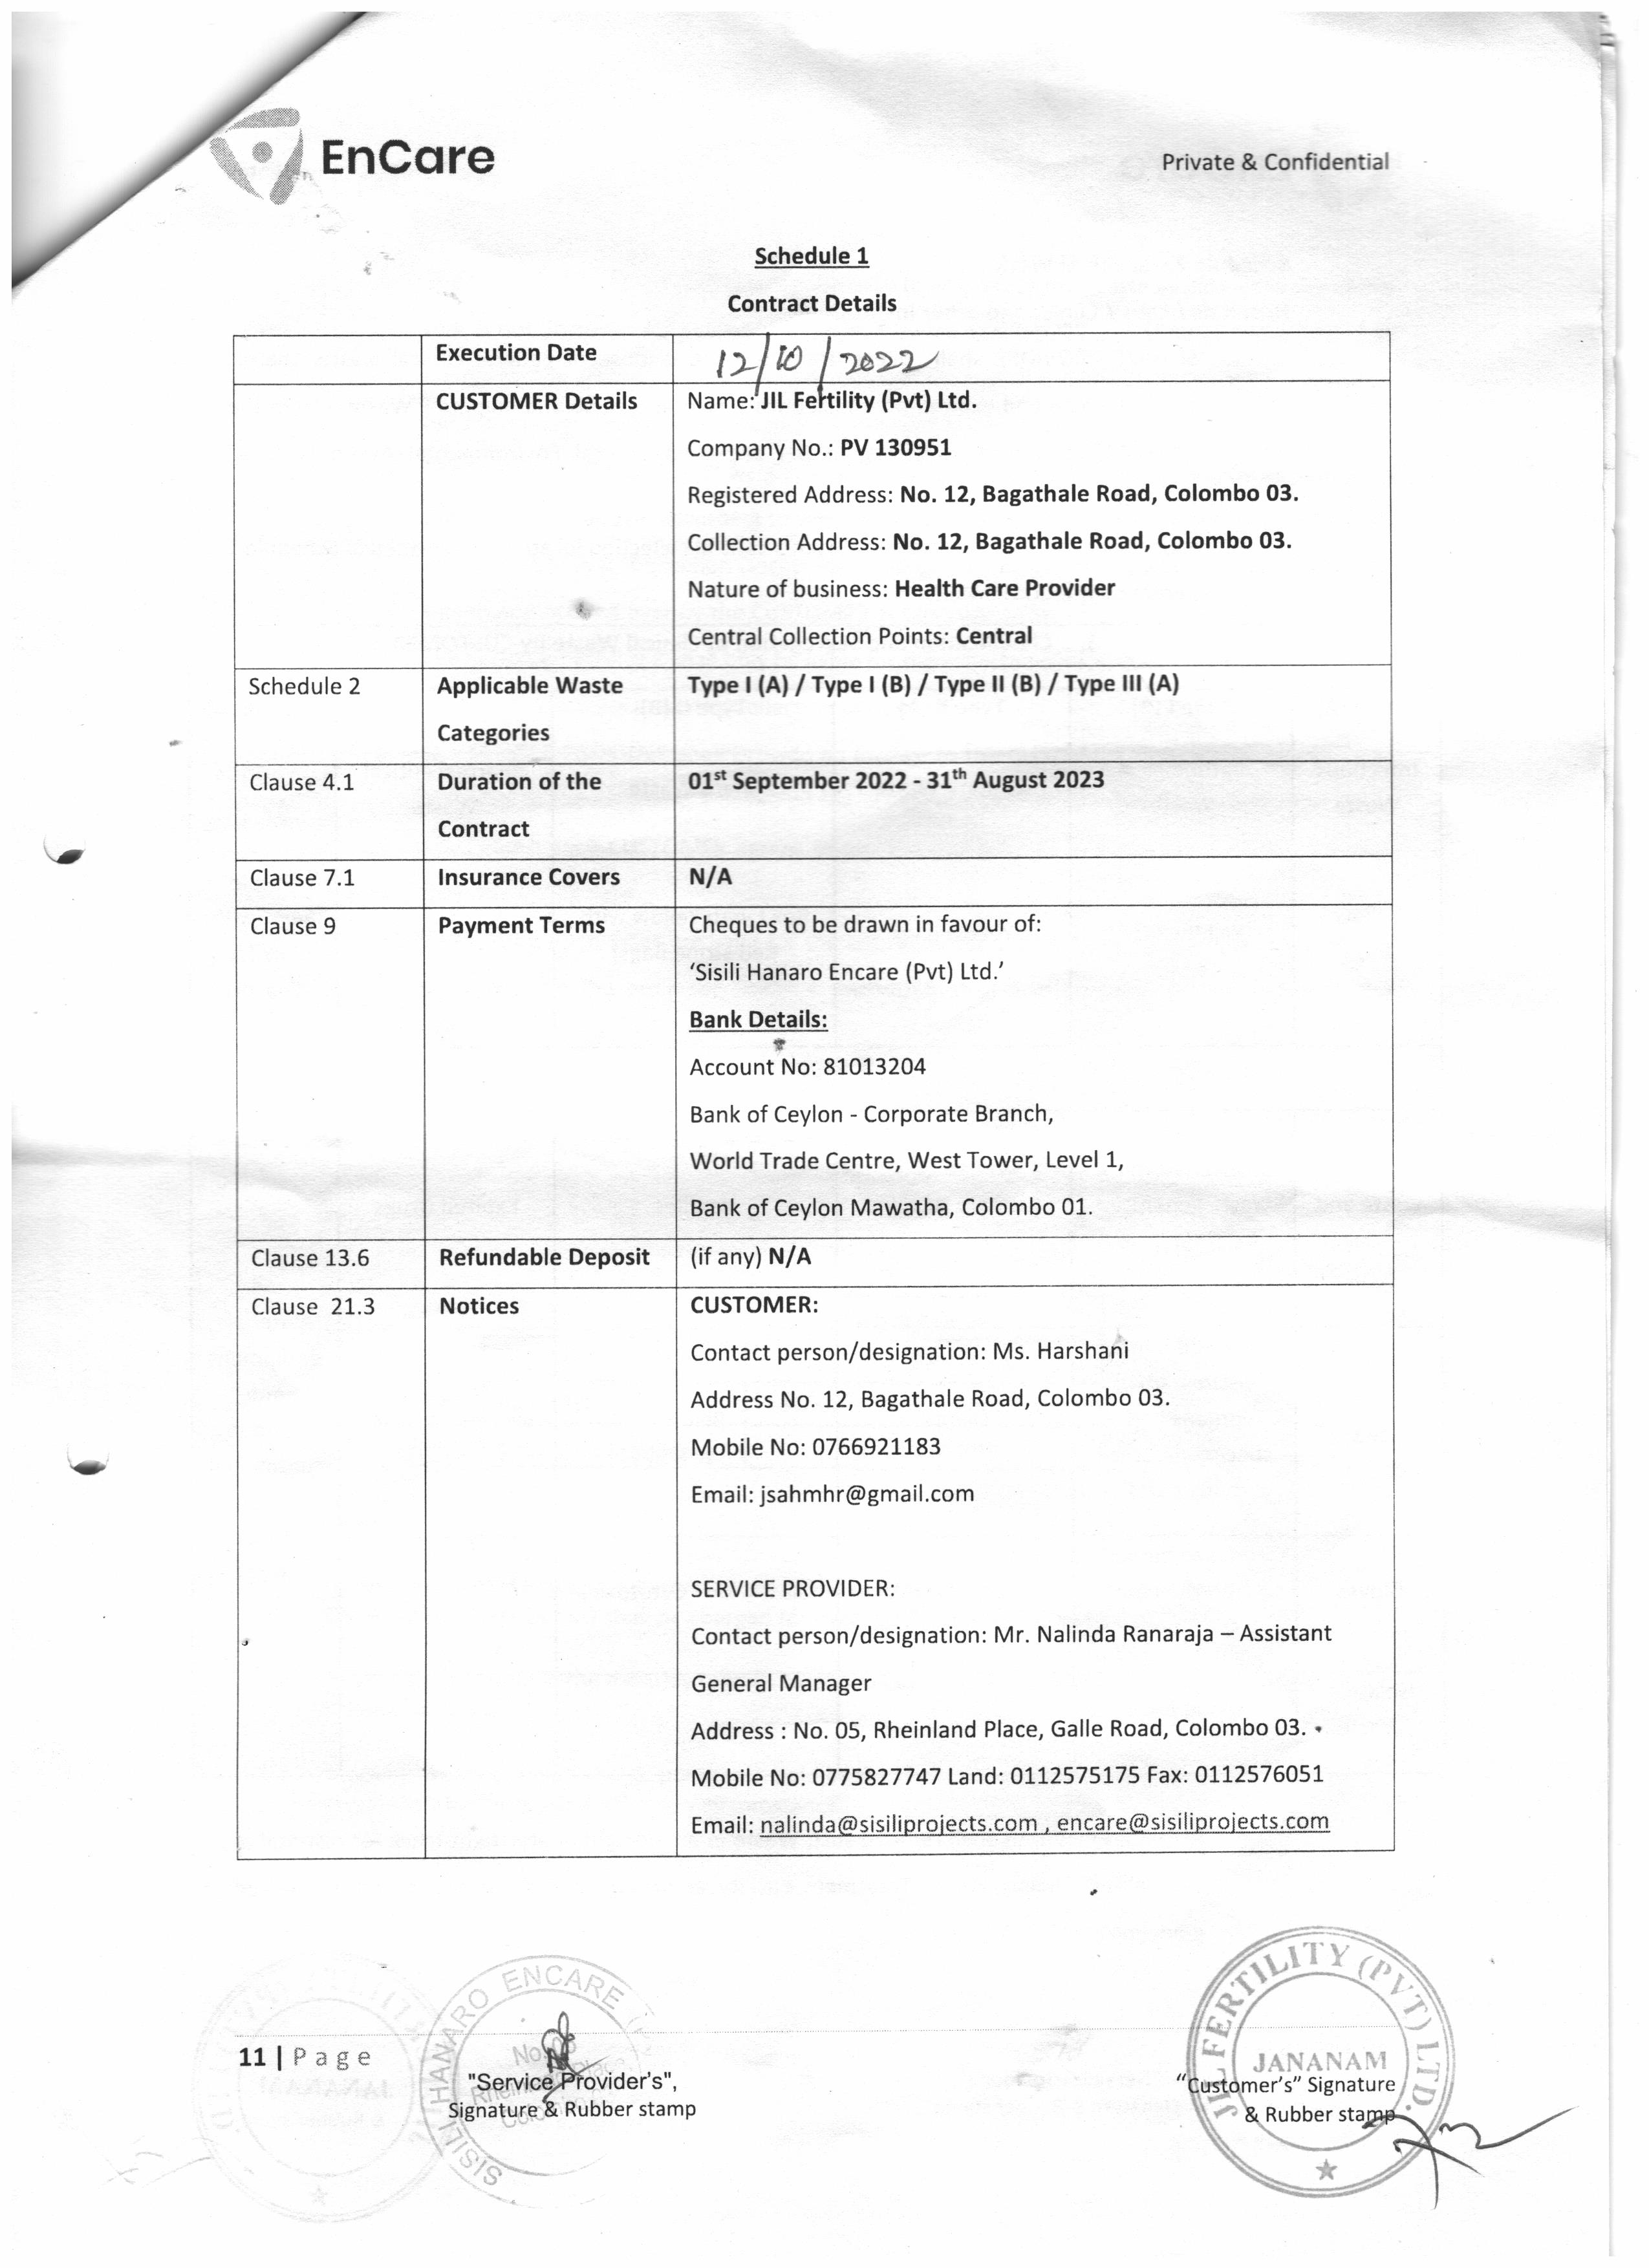 EnCare
Private & Confidential
Schedule 1
Contract Details
Execution Date
12/10/2022
CUSTOMER Details
Name: JIL Fertility (Pvt) Ltd.
Company No.: PV 130951
Registered Address: No. 12, Bagathale Road, Colombo 03.
Collection Address: No. 12, Bagathale Road, Colombo 03.
Nature of business: Health Care Provider
Central Collection Points: Central
Schedule 2
Applicable Waste
Categories
Type I (A) / Type I (B) / Type II (B) / Type III (A)
Clause 4.1
Duration of the
Contract
01st September 2022 - 31th August 2023
Clause 7.1
Insurance Covers
N/A
Clause 9
Payment Terms
Cheques to be drawn in favour of:
‘Sisili Hanaro Encare (Pvt) Ltd.’
Bank Details:
Account No: 81013204
Bank of Ceylon - Corporate Branch,
World Trade Centre, West Tower, Level 1,
Bank of Ceylon Mawatha, Colombo 01.
Clause 13.6
Refundable Deposit
(if any) N/A
Clause 21.3
Notices
CUSTOMER:
Contact person/designation: Ms. Harshani
Address No. 12, Bagathale Road, Colombo 03.
Mobile No: 0766921183
Email: jsahmhr@gmail.com
SERVICE PROVIDER:
Contact person/designation: Mr. Nalinda Ranaraja – Assistant
General Manager
Address : No. 05, Rheinland Place, Galle Road, Colombo 03.
Mobile No: 0775827747 Land: 0112575175 Fax: 0112576051
Email: nalinda@sisiliprojects.com , encare@sisiliprojects.com
11 | Page
SISILI HANARO ENCARE
"Service Provider's",
Signature & Rubber stamp
JIL FERTILITY (PVT) LTD.
JANANAM
“Customer’s” Signature
& Rubber stamp